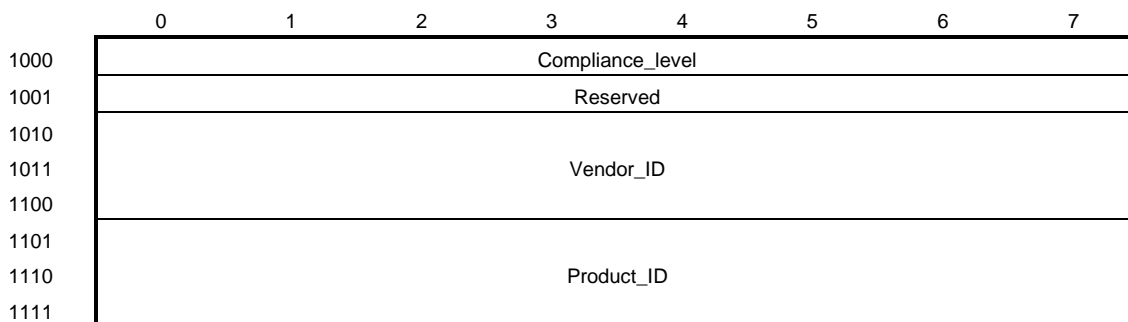 0 1 2 3 4 5 6 7
1000 Compliance_level
1001 Reserved
1010
1011 Vendor_ID
1100
1101
1110 Product_ID
1111